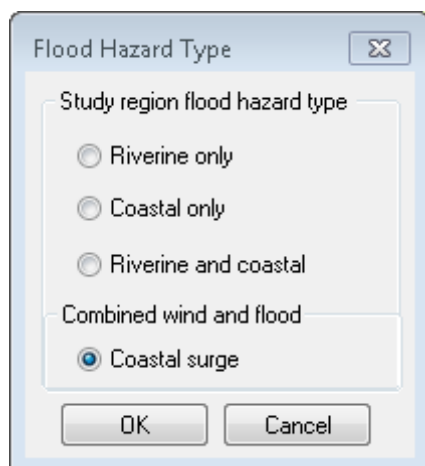 Flood Hazard Type
Study region flood hazard type
Riverine only
Coastal only
Riverine and coastal
Combined wind and flood
Coastal surge
OK
Cancel